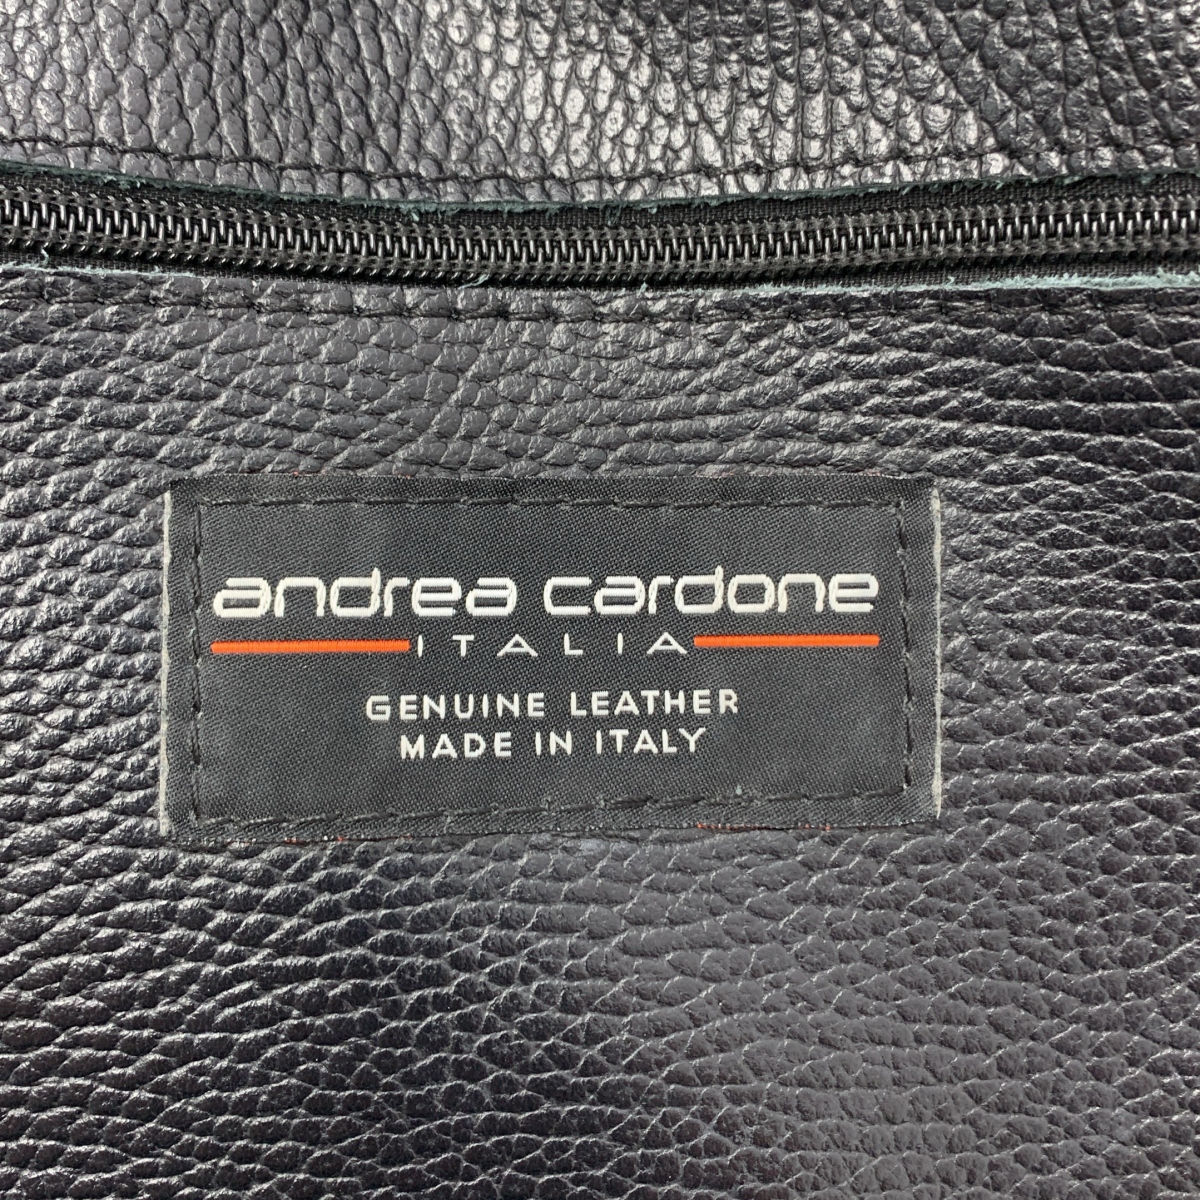 andrea cardone
ITALIA
GENUINE LEATHER
MADE IN ITALY